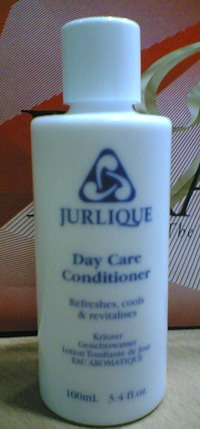 JURLIQUE
Day Care
Conditioner
Refreshes, cools
& revitalises
Kräuter
Gesichtswasser
Lotion Tonifiante de Jour
EAU AROMATIQUE
100mL 3.4 fl.oz.
The